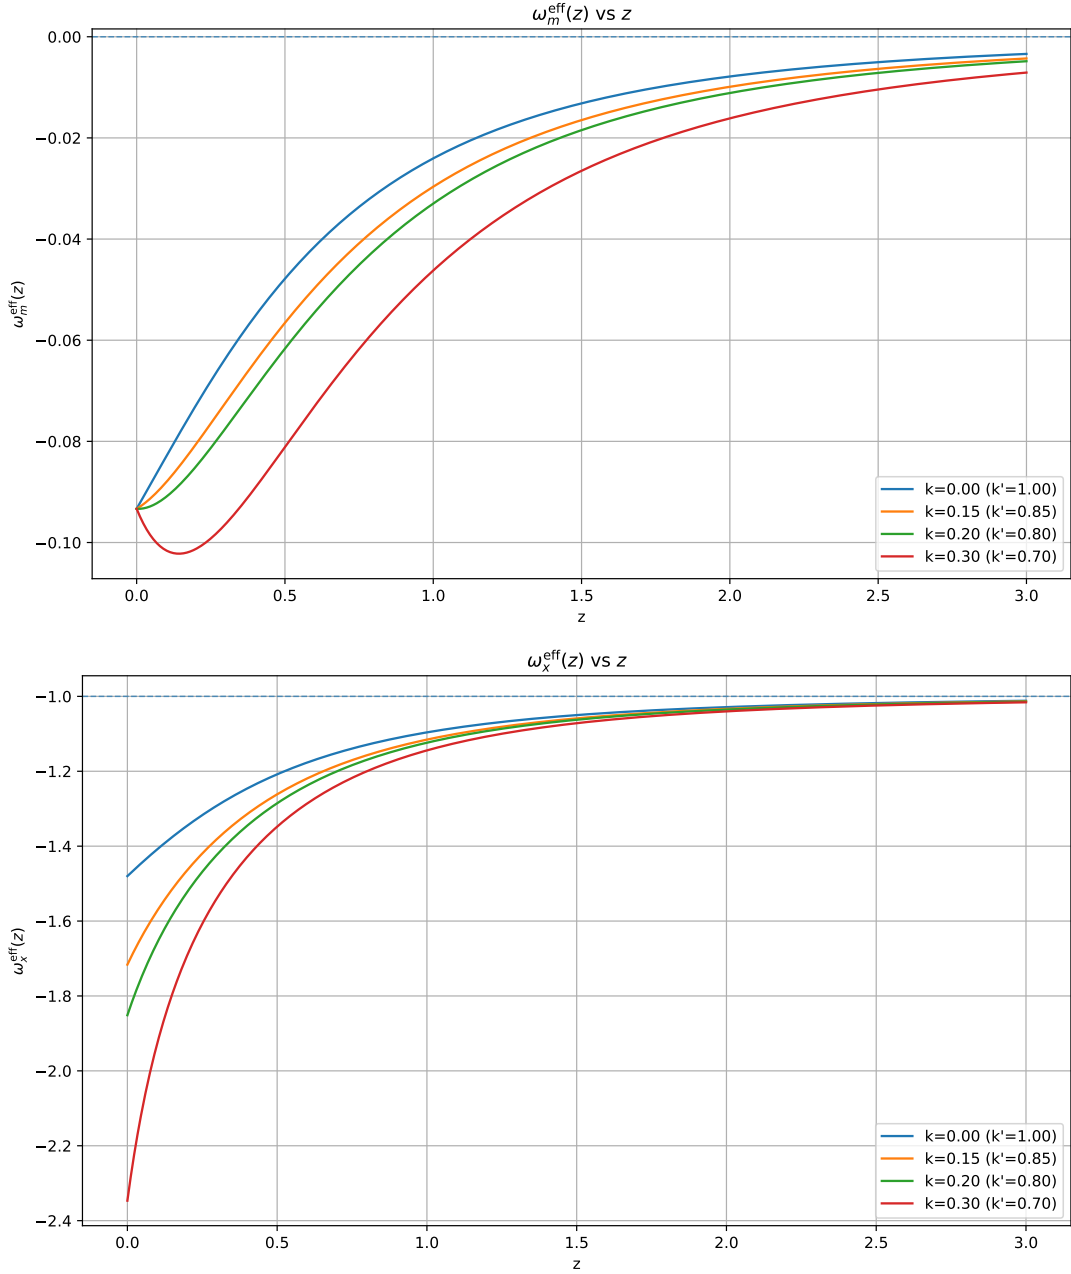 ω_m^eff(z) vs z
ω_m^eff(z)
0.00
−0.02
−0.04
−0.06
−0.08
−0.10
k=0.00 (k'=1.00)
k=0.15 (k'=0.85)
k=0.20 (k'=0.80)
k=0.30 (k'=0.70)
0.0 0.5 1.0 1.5 2.0 2.5 3.0
z
ω_x^eff(z) vs z
ω_x^eff(z)
−1.0
−1.2
−1.4
−1.6
−1.8
−2.0
−2.2
−2.4
k=0.00 (k'=1.00)
k=0.15 (k'=0.85)
k=0.20 (k'=0.80)
k=0.30 (k'=0.70)
0.0 0.5 1.0 1.5 2.0 2.5 3.0
z